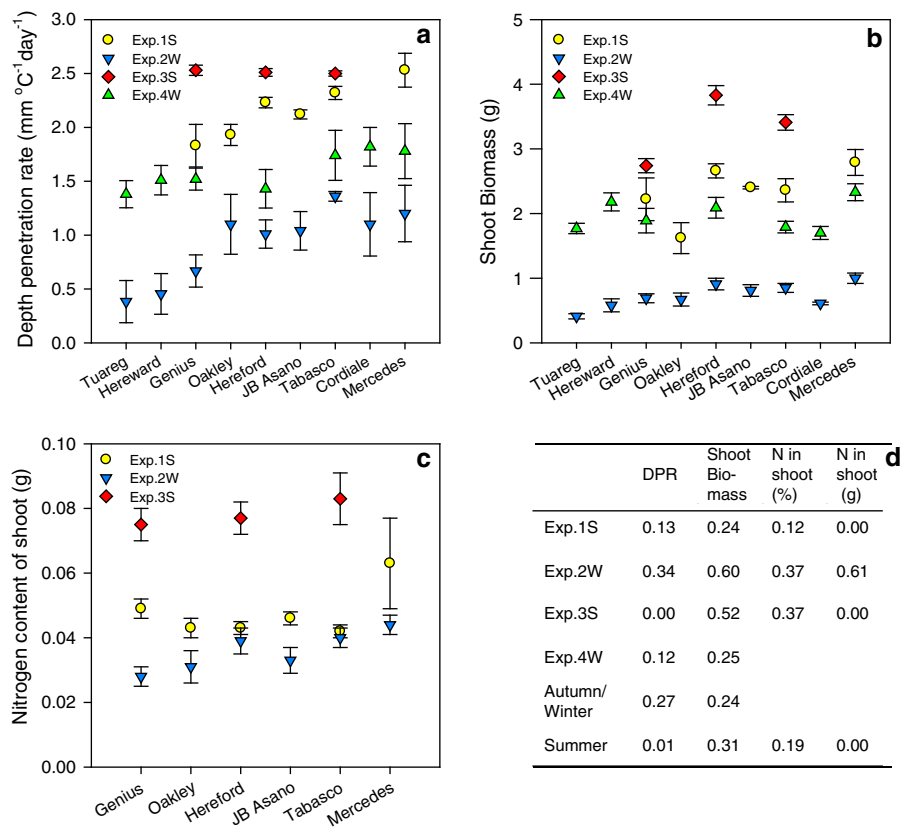 a
Depth penetration rate (mm °C⁻¹day⁻¹)
3.0
2.5
2.0
1.5
1.0
0.5
0.0
Exp.1S
Exp.2W
Exp.3S
Exp.4W
Tuareg
Hereward
Genius
Oakley
Hereford
JB Asano
Tabasco
Cordiale
Mercedes
b
Shoot Biomass (g)
5
4
3
2
1
0
Exp.1S
Exp.2W
Exp.3S
Exp.4W
Tuareg
Hereward
Genius
Oakley
Hereford
JB Asano
Tabasco
Cordiale
Mercedes
c
Nitrogen content of shoot (g)
0.10
0.08
0.06
0.04
0.02
0.00
Exp.1S
Exp.2W
Exp.3S
Genius
Oakley
Hereford
JB Asano
Tabasco
Mercedes
d
DPR
Shoot
Bio-
mass
N in
shoot
(%)
N in
shoot
(g)
Exp.1S 0.13 0.24 0.12 0.00
Exp.2W 0.34 0.60 0.37 0.61
Exp.3S 0.00 0.52 0.37 0.00
Exp.4W 0.12 0.25
Autumn/
Winter 0.27 0.24
Summer 0.01 0.31 0.19 0.00